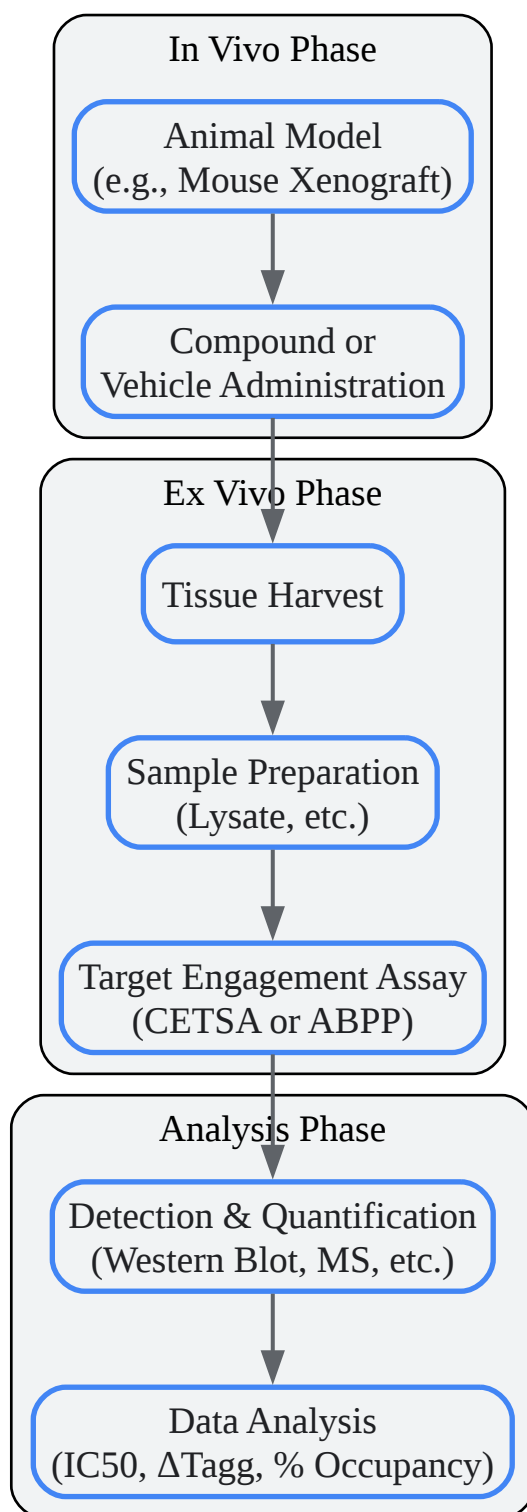 In Vivo Phase
Animal Model
(e.g., Mouse Xenograft)
Compound or
Vehicle Administration
Ex Vivo Phase
Tissue Harvest
Sample Preparation
(Lysate, etc.)
Target Engagement Assay
(CETSA or ABPP)
Analysis Phase
Detection & Quantification
(Western Blot, MS, etc.)
Data Analysis
(IC50, ΔTagg, % Occupancy)